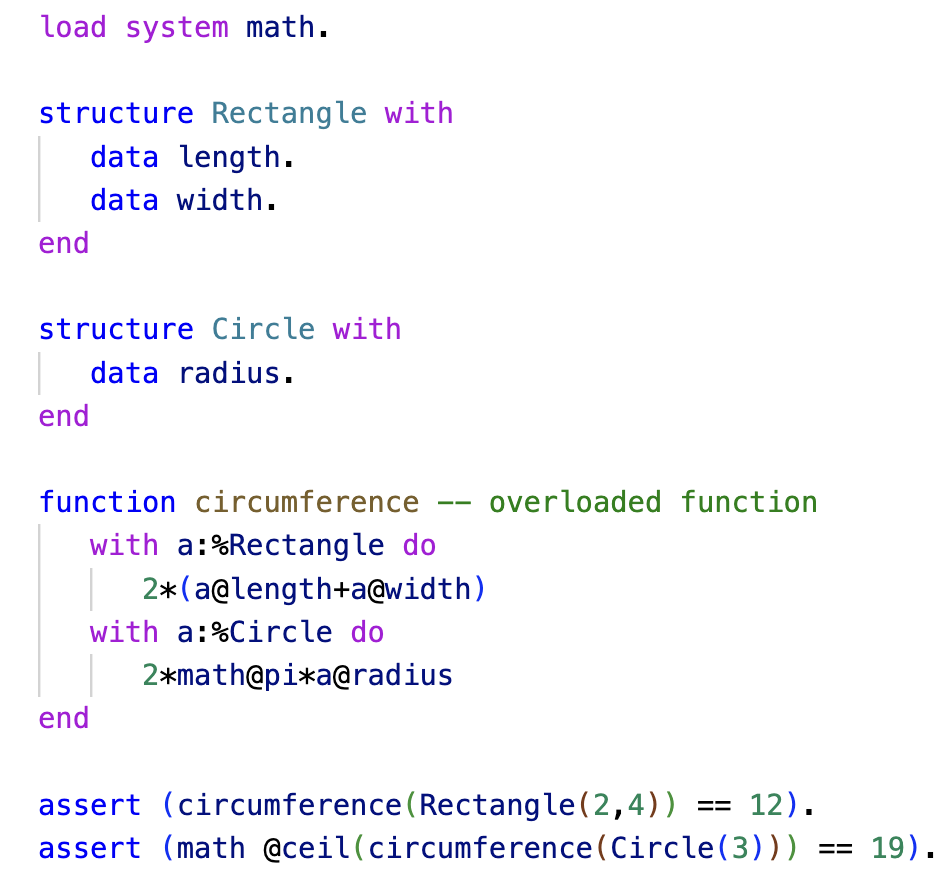 load system math.
structure Rectangle with
data length.
data width.
end
structure Circle with
data radius.
end
function circumference -- overloaded function
with a:%Rectangle do
2*(a@length+a@width)
with a:%Circle do
2*math@pi*a@radius
end
assert (circumference(Rectangle(2,4)) == 12).
assert (math @ceil(circumference(Circle(3))) == 19).